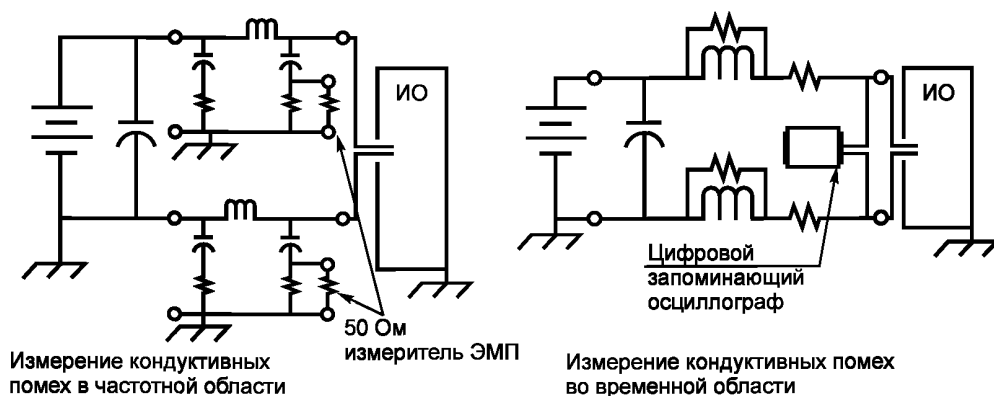 ИО
ИО
Цифровой
запоминающий
осциллограф
50 Ом
измеритель ЭМП
Измерение кондуктивных
помех в частотной области
Измерение кондуктивных помех
во временной области